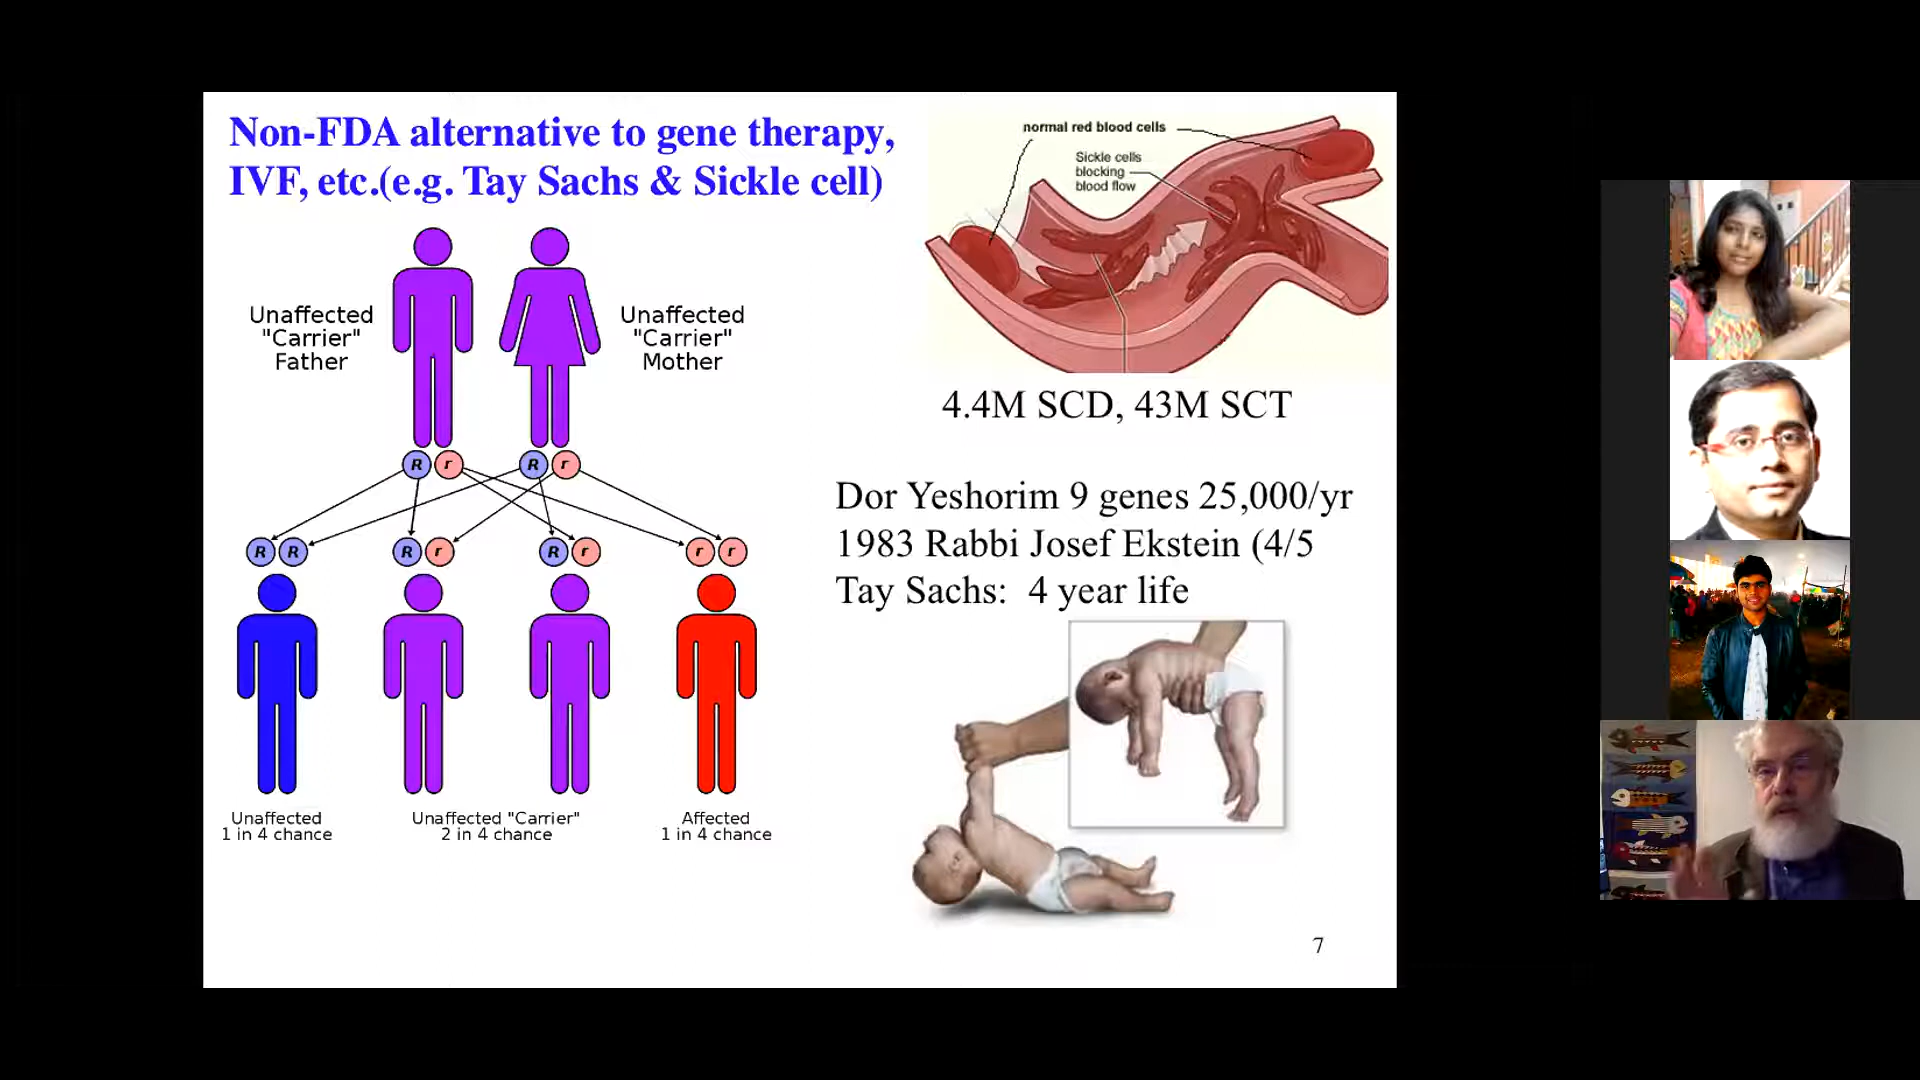 Non-FDA alternative to gene therapy,
IVF, etc.(e.g. Tay Sachs & Sickle cell)
Unaffected
"Carrier"
Father
Unaffected
"Carrier"
Mother
R r R r
R R R r R r r r
Unaffected
1 in 4 chance
Unaffected "Carrier"
2 in 4 chance
Affected
1 in 4 chance
normal red blood cells
Sickle cells
blocking
blood flow
4.4M SCD, 43M SCT
Dor Yeshorim 9 genes 25,000/yr
1983 Rabbi Josef Ekstein (4/5
Tay Sachs: 4 year life
7